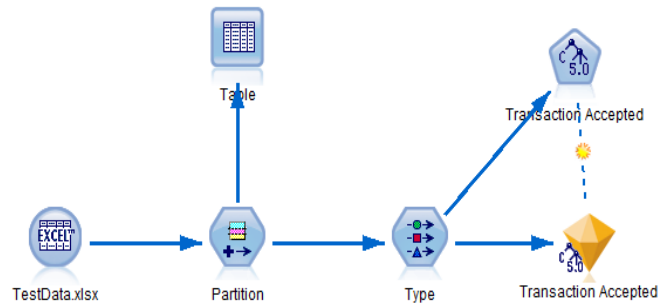 Table
C 5.0
Transaction Accepted
EXCEL
TestData.xlsx
Partition
Type
C 5.0
Transaction Accepted